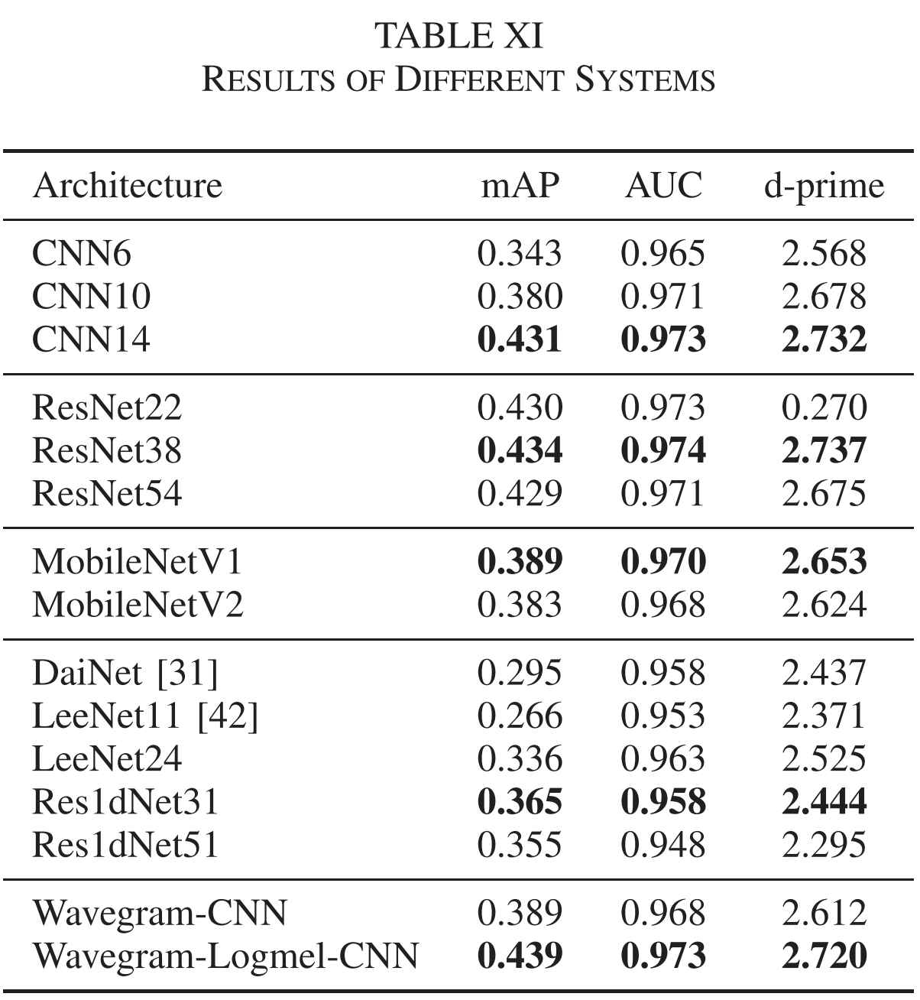 TABLE XI
RESULTS OF DIFFERENT SYSTEMS
Architecture mAP AUC d-prime
CNN6 0.343 0.965 2.568
CNN10 0.380 0.971 2.678
CNN14 0.431 0.973 2.732
ResNet22 0.430 0.973 0.270
ResNet38 0.434 0.974 2.737
ResNet54 0.429 0.971 2.675
MobileNetV1 0.389 0.970 2.653
MobileNetV2 0.383 0.968 2.624
DaiNet [31] 0.295 0.958 2.437
LeeNet11 [42] 0.266 0.953 2.371
LeeNet24 0.336 0.963 2.525
Res1dNet31 0.365 0.958 2.444
Res1dNet51 0.355 0.948 2.295
Wavegram-CNN 0.389 0.968 2.612
Wavegram-Logmel-CNN 0.439 0.973 2.720